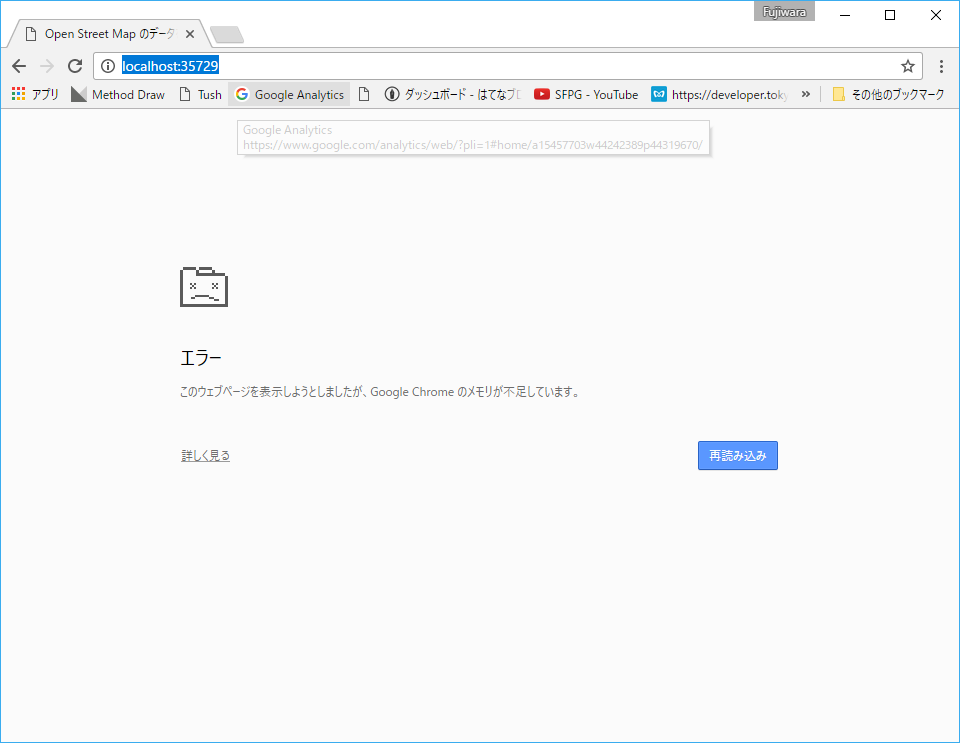 Fujiwara
Open Street Map のデータ
localhost:35729
アプリ Method Draw Tush Google Analytics ダッシュボード - はてなブロ SFPG - YouTube https://developer.toky » その他のブックマーク
Google Analytics
https://www.google.com/analytics/web/?pli=1#home/a15457703w44242389p44319670/
エラー
このウェブページを表示しようとしましたが、Google Chrome のメモリが不足しています。
詳しく見る 再読み込み